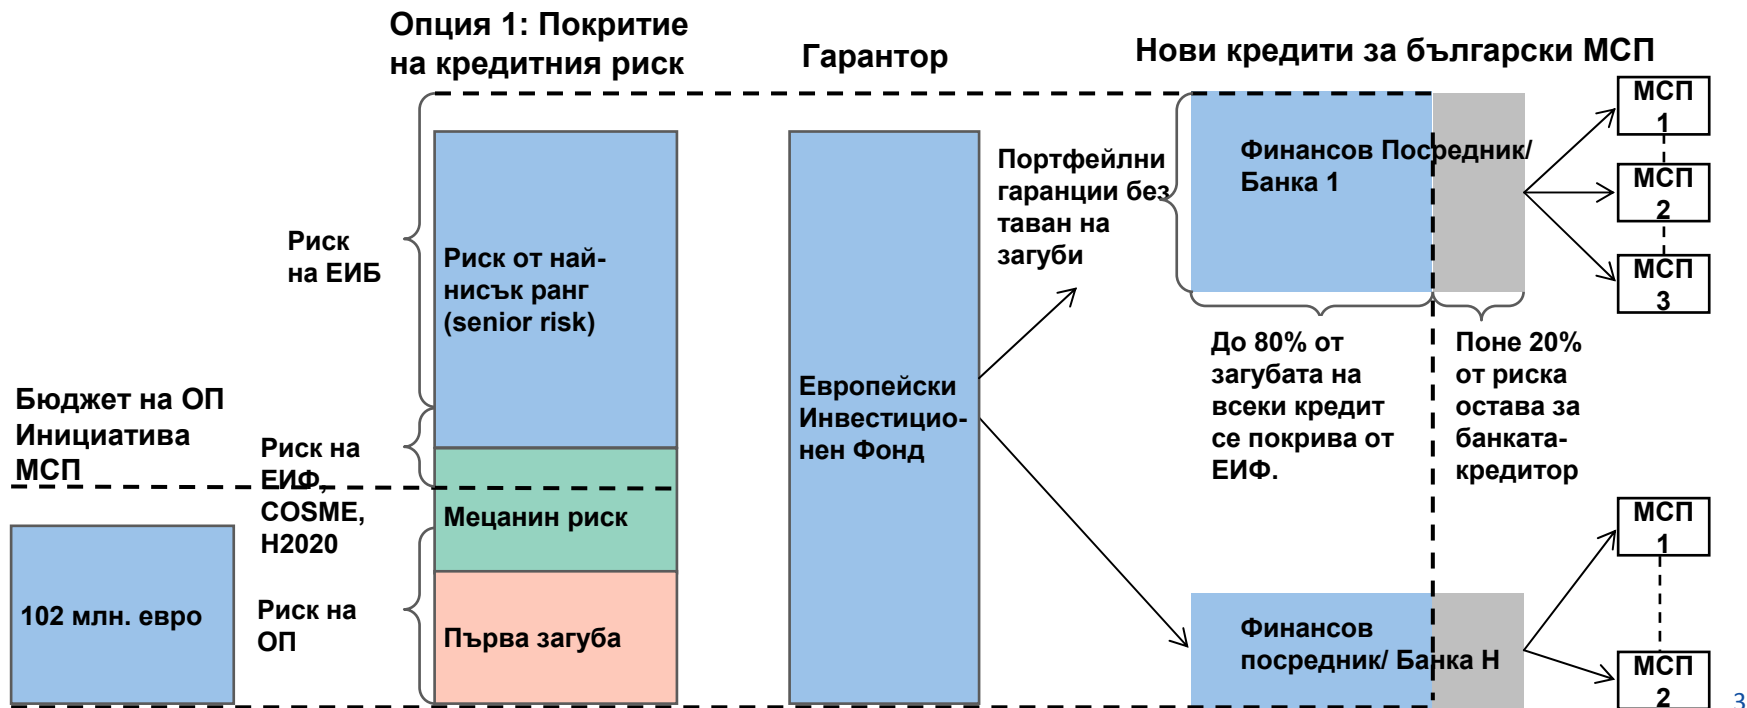 Опция 1: Покритие
на кредитния риск
Гарантор
Нови кредити за български МСП
Бюджет на ОП
Инициатива
МСП
102 млн. евро
Риск
на ЕИБ
Риск на
ЕИФ,
COSME,
H2020
Риск на
ОП
Риск от най-
нисък ранг
(senior risk)
Мецанин риск
Първа загуба
Европейски
Инвестицио-
нен Фонд
Портфейлни
гаранции без
таван на
загуби
Финансов Посредник/
Банка 1
До 80% от
загубата на
всеки кредит
се покрива от
ЕИФ.
Поне 20%
от риска
остава за
банката-
кредитор
Финансов
посредник/ Банка Н
МСП
1
МСП
2
МСП
3
МСП
1
МСП
2
3